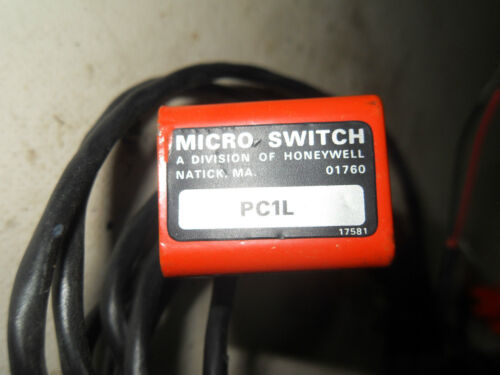 MICRO SWITCH
A DIVISION OF HONEYWELL
NATICK, MA. 01760
PC1L
17581